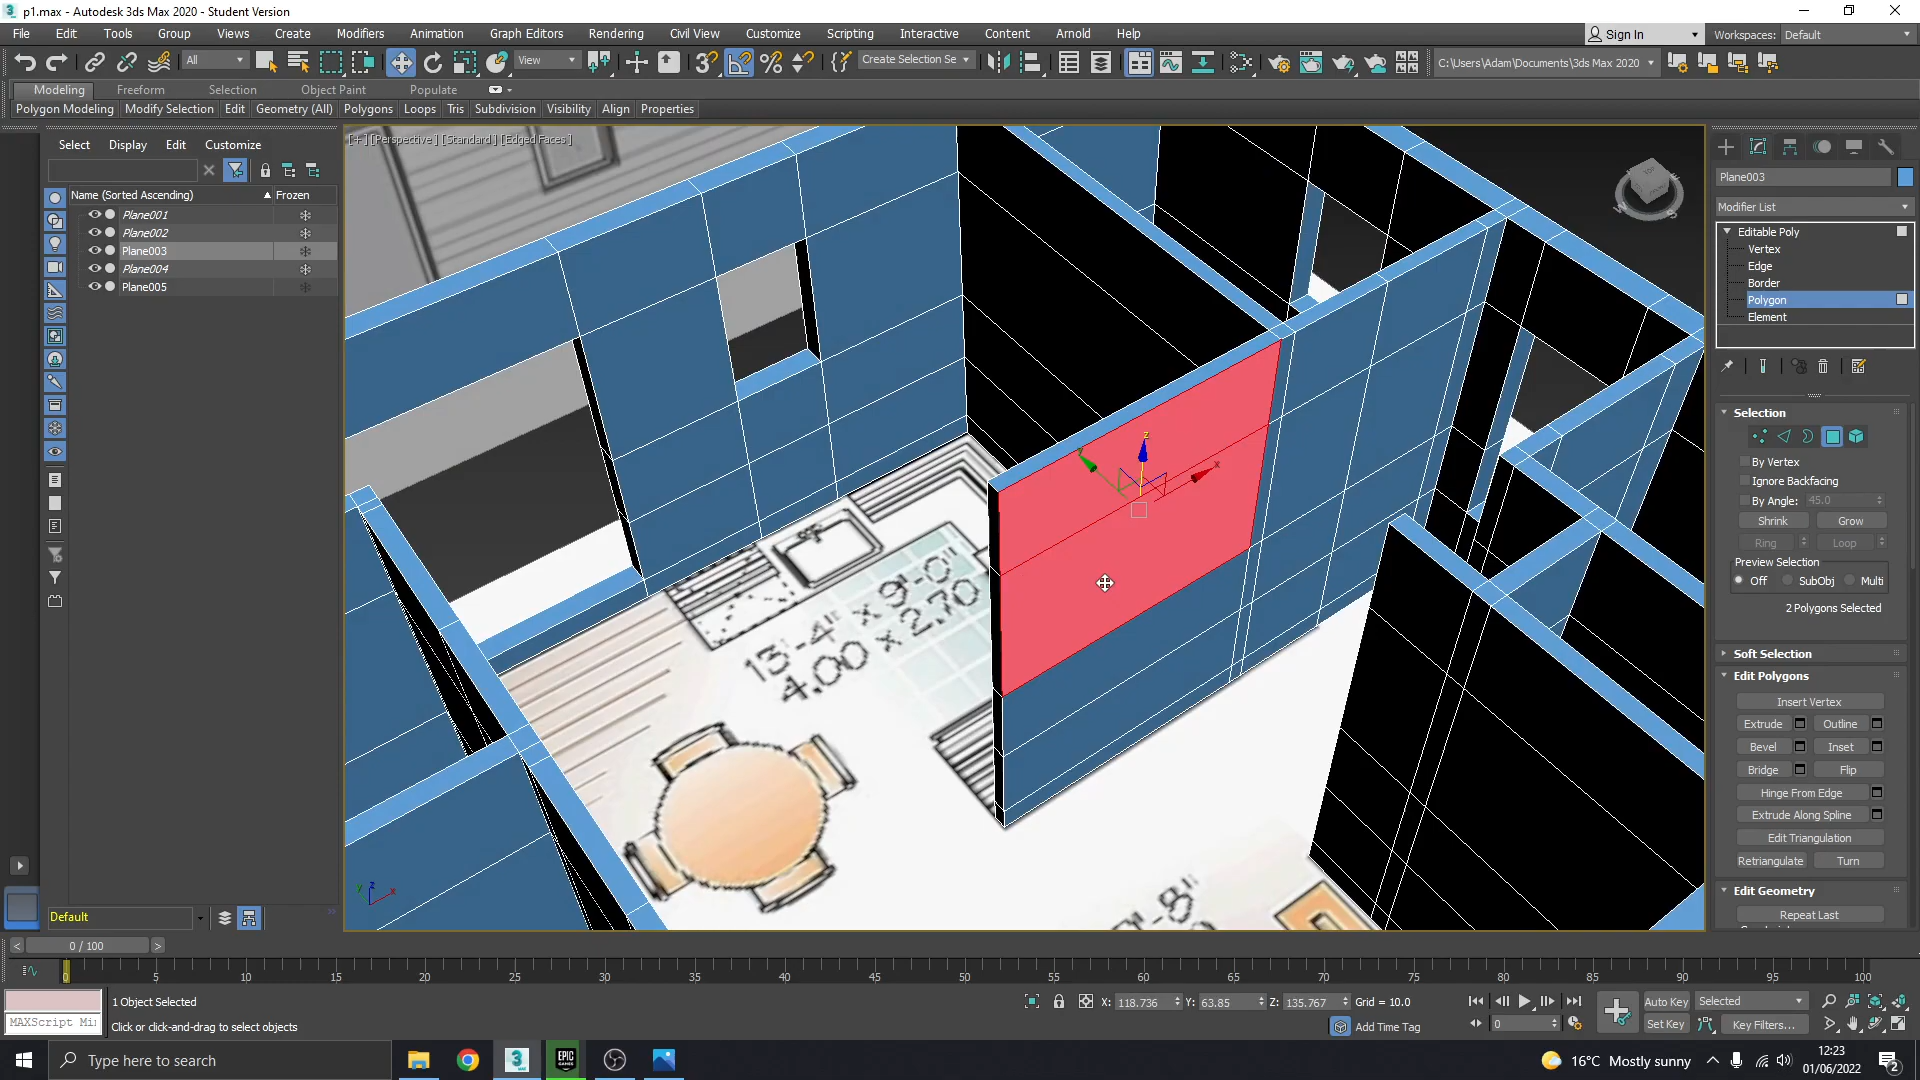 p1.max - Autodesk 3ds Max 2020 - Student Version
File Edit Tools Group Views Create Modifiers Animation Graph Editors Rendering Civil View Customize Scripting Interactive Content Arnold Help
Sign In Workspaces: Default
All View Create Selection Se C:\Users\Adam\Documents\3ds Max 2020
Modeling Freeform Selection Object Paint Populate
Polygon Modeling Modify Selection Edit Geometry (All) Polygons Loops Tris Subdivision Visibility Align Properties
Select Display Edit Customize
[+] [Perspective] [Standard] [Edged Faces]
Name (Sorted Ascending) Frozen
Plane001
Plane002
Plane003
Plane004
Plane005
13'-4" x 9'-0"
4.00 x 2.70
'-8"
Plane003
Modifier List
Editable Poly
Vertex
Edge
Border
Polygon
Element
Selection
By Vertex
Ignore Backfacing
By Angle: 45.0
Shrink Grow
Ring Loop
Preview Selection
Off SubObj Multi
2 Polygons Selected
Soft Selection
Edit Polygons
Insert Vertex
Extrude Outline
Bevel Inset
Bridge Flip
Hinge From Edge
Extrude Along Spline
Edit Triangulation
Retriangulate Turn
Edit Geometry
Repeat Last
Default
0 / 100
0 5 10 15 20 25 30 35 40 45 50 55 60 65 70 75 80 85 90 95 100
1 Object Selected
X: 118.736 Y: 63.85 Z: 135.767 Grid = 10.0
Auto Key Selected
MAXScript Mi
Click or click-and-drag to select objects
Add Time Tag
0
Set Key Key Filters...
Type here to search
16°C Mostly sunny
12:23
01/06/2022
2